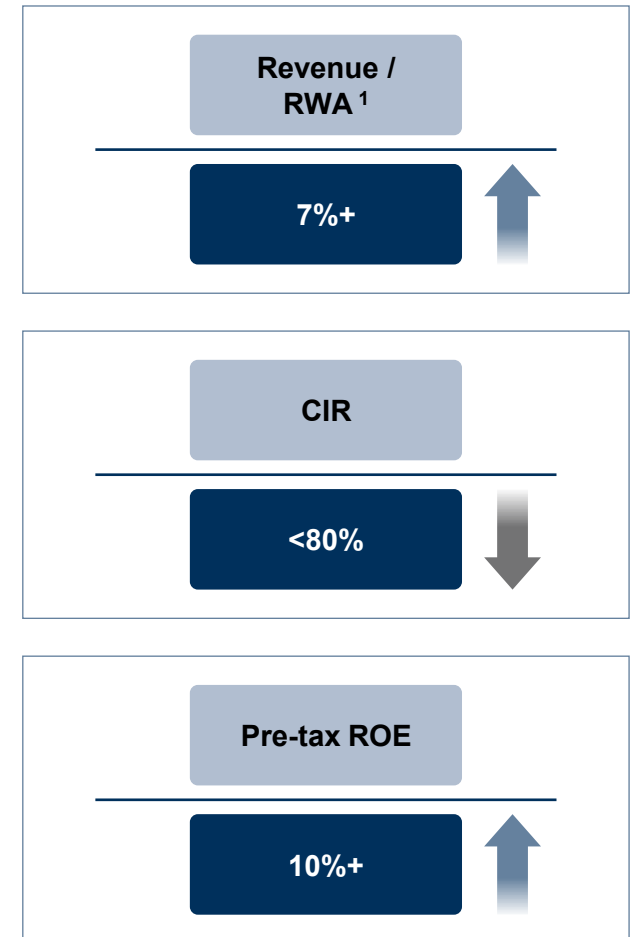 Revenue /
RWA ¹
7%+
CIR
<80%
Pre-tax ROE
10%+